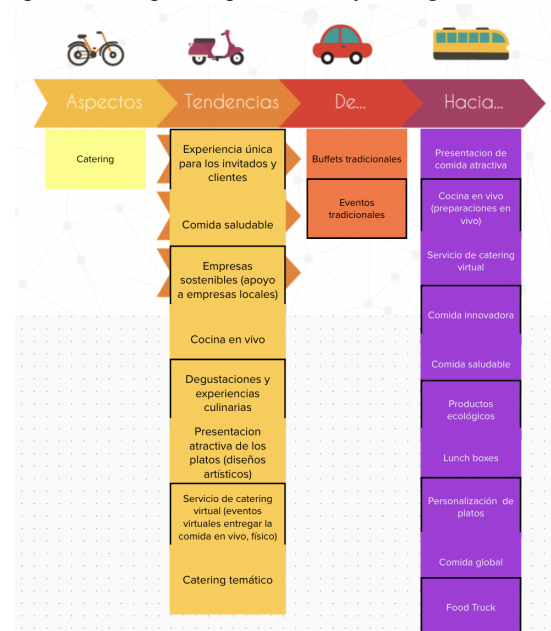 Aspectos
Tendencias
De...
Hacia...
Catering
Experiencia única
para los invitados y
clientes
Comida saludable
Empresas
sostenibles (apoyo
a empresas locales)
Cocina en vivo
Degustaciones y
experiencias
culinarias
Presentacion
atractiva de los
platos (diseños
artísticos)
Servicio de catering
virtual (eventos
virtuales entregar la
comida en vivo, físico)
Catering temático
Buffets tradicionales
Eventos
tradicionales
Presentacion de
comida atractiva
Cocina en vivo
(preparaciones en
vivo)
Servicio de catering
virtual
Comida innovadora
Comida saludable
Productos
ecológicos
Lunch boxes
Personalización de
platos
Comida global
Food Truck